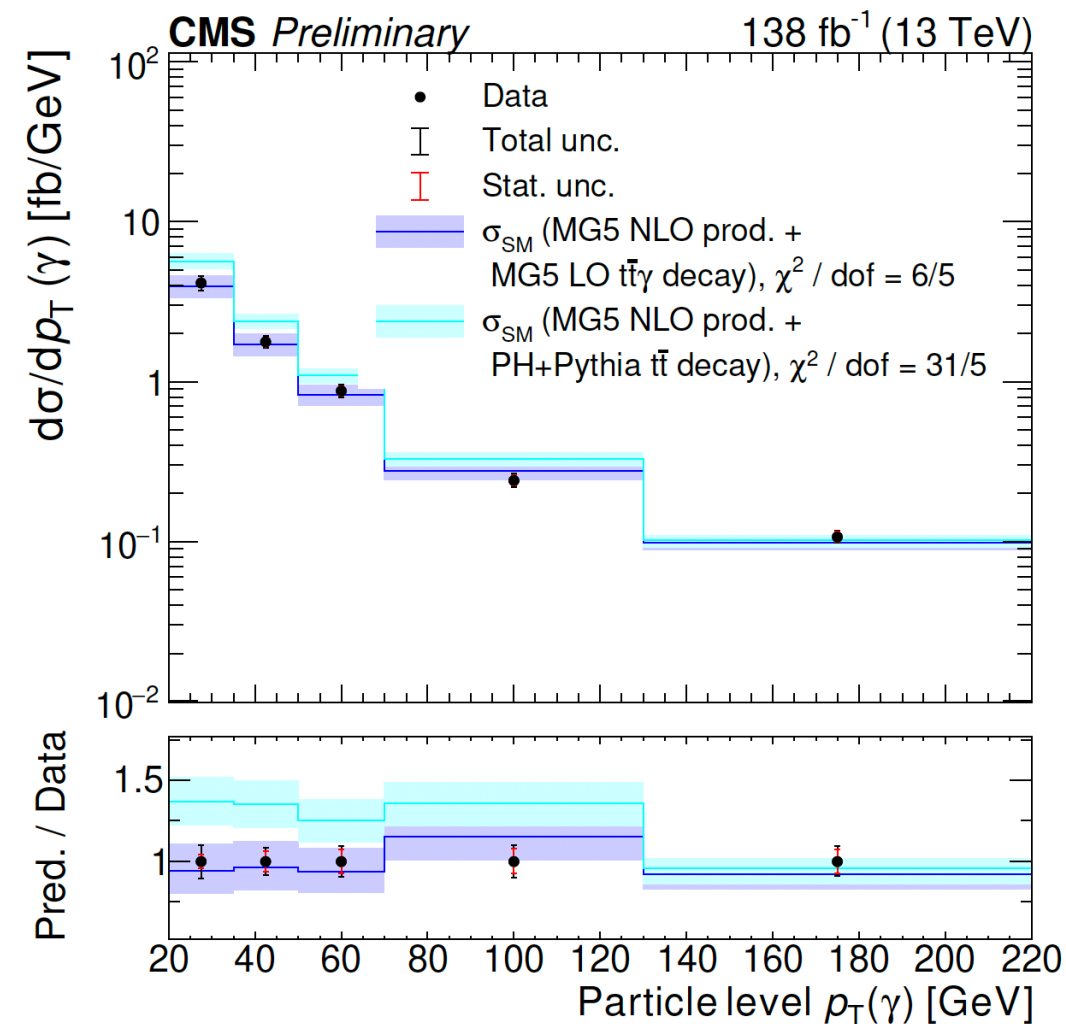 CMS Preliminary 138 fb⁻¹ (13 TeV)
dσ/dp_T (γ) [fb/GeV]
10²
10
1
10⁻¹
10⁻²
Data
Total unc.
Stat. unc.
σ_SM (MG5 NLO prod. +
MG5 LO tt̄γ decay), χ² / dof = 6/5
σ_SM (MG5 NLO prod. +
PH+Pythia tt̄ decay), χ² / dof = 31/5
Pred. / Data
1.5
1
20 40 60 80 100 120 140 160 180 200 220
Particle level p_T(γ) [GeV]